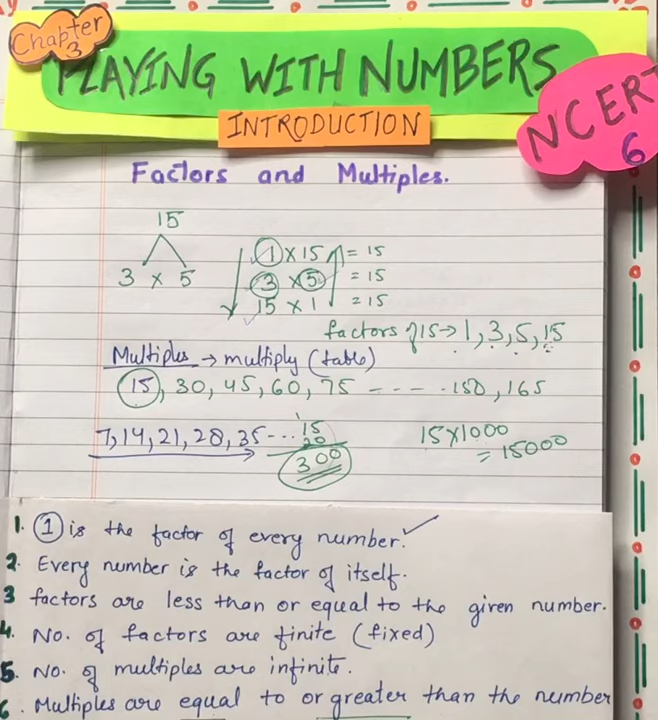 Chapter 3
PLAYING WITH NUMBERS
INTRODUCTION
NCERT
6
Factors and Multiples.
15
3 x 5
1 x 15 = 15
3 x 5 = 15
15 x 1 = 15
factors of 15 → 1, 3, 5, 15
Multiples → multiply (table)
15, 30, 45, 60, 75 ---- 150, 165
7, 14, 21, 28, 35 ---
15
20
300
15x1000
= 15000
1. 1 is the factor of every number.
2. Every number is the factor of itself.
3 factors are less than or equal to the given number.
4. No. of factors are finite (fixed)
5. No. of multiples are infinite.
6. Multiples are equal to or greater than the number